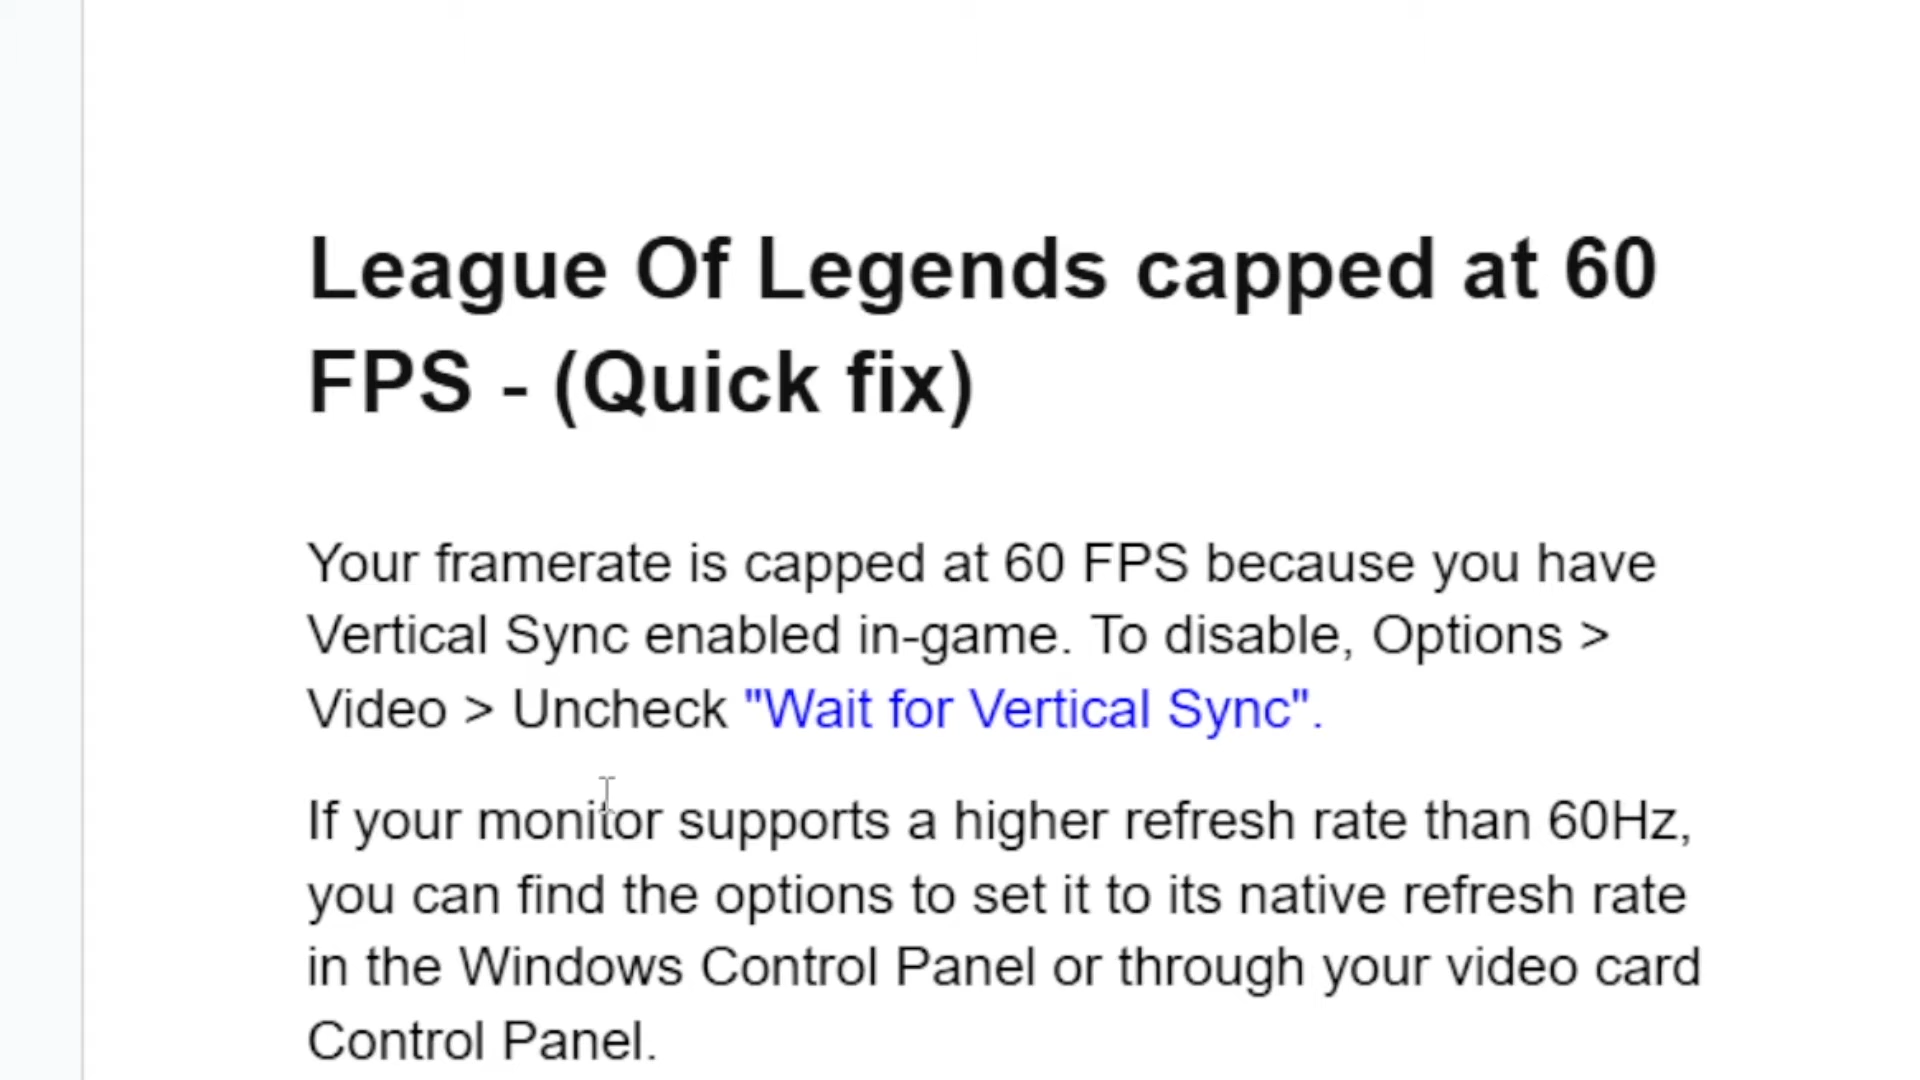 League Of Legends capped at 60
FPS - (Quick fix)
Your framerate is capped at 60 FPS because you have
Vertical Sync enabled in-game. To disable, Options >
Video > Uncheck "Wait for Vertical Sync".
If your monitor supports a higher refresh rate than 60Hz,
you can find the options to set it to its native refresh rate
in the Windows Control Panel or through your video card
Control Panel.